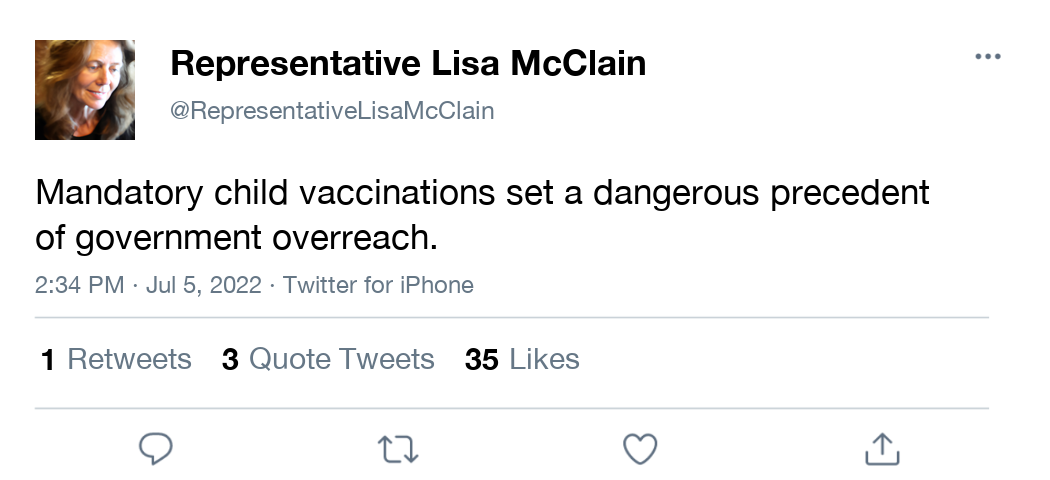 Representative Lisa McClain
@RepresentativeLisaMcClain
Mandatory child vaccinations set a dangerous precedent
of government overreach.
2:34 PM · Jul 5, 2022 · Twitter for iPhone
1 Retweets 3 Quote Tweets 35 Likes